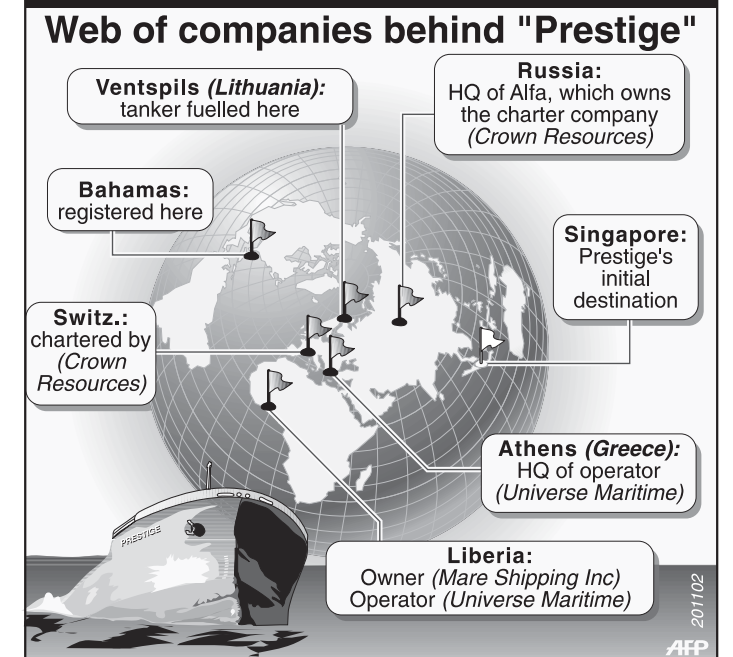 Web of companies behind "Prestige"
Ventspils (Lithuania):
tanker fuelled here
Russia:
HQ of Alfa, which owns
the charter company
(Crown Resources)
Bahamas:
registered here
Singapore:
Prestige's
initial
destination
Switz.:
chartered by
(Crown
Resources)
Athens (Greece):
HQ of operator
(Universe Maritime)
PRESTIGE
Liberia:
Owner (Mare Shipping Inc)
Operator (Universe Maritime)
201102
AFP